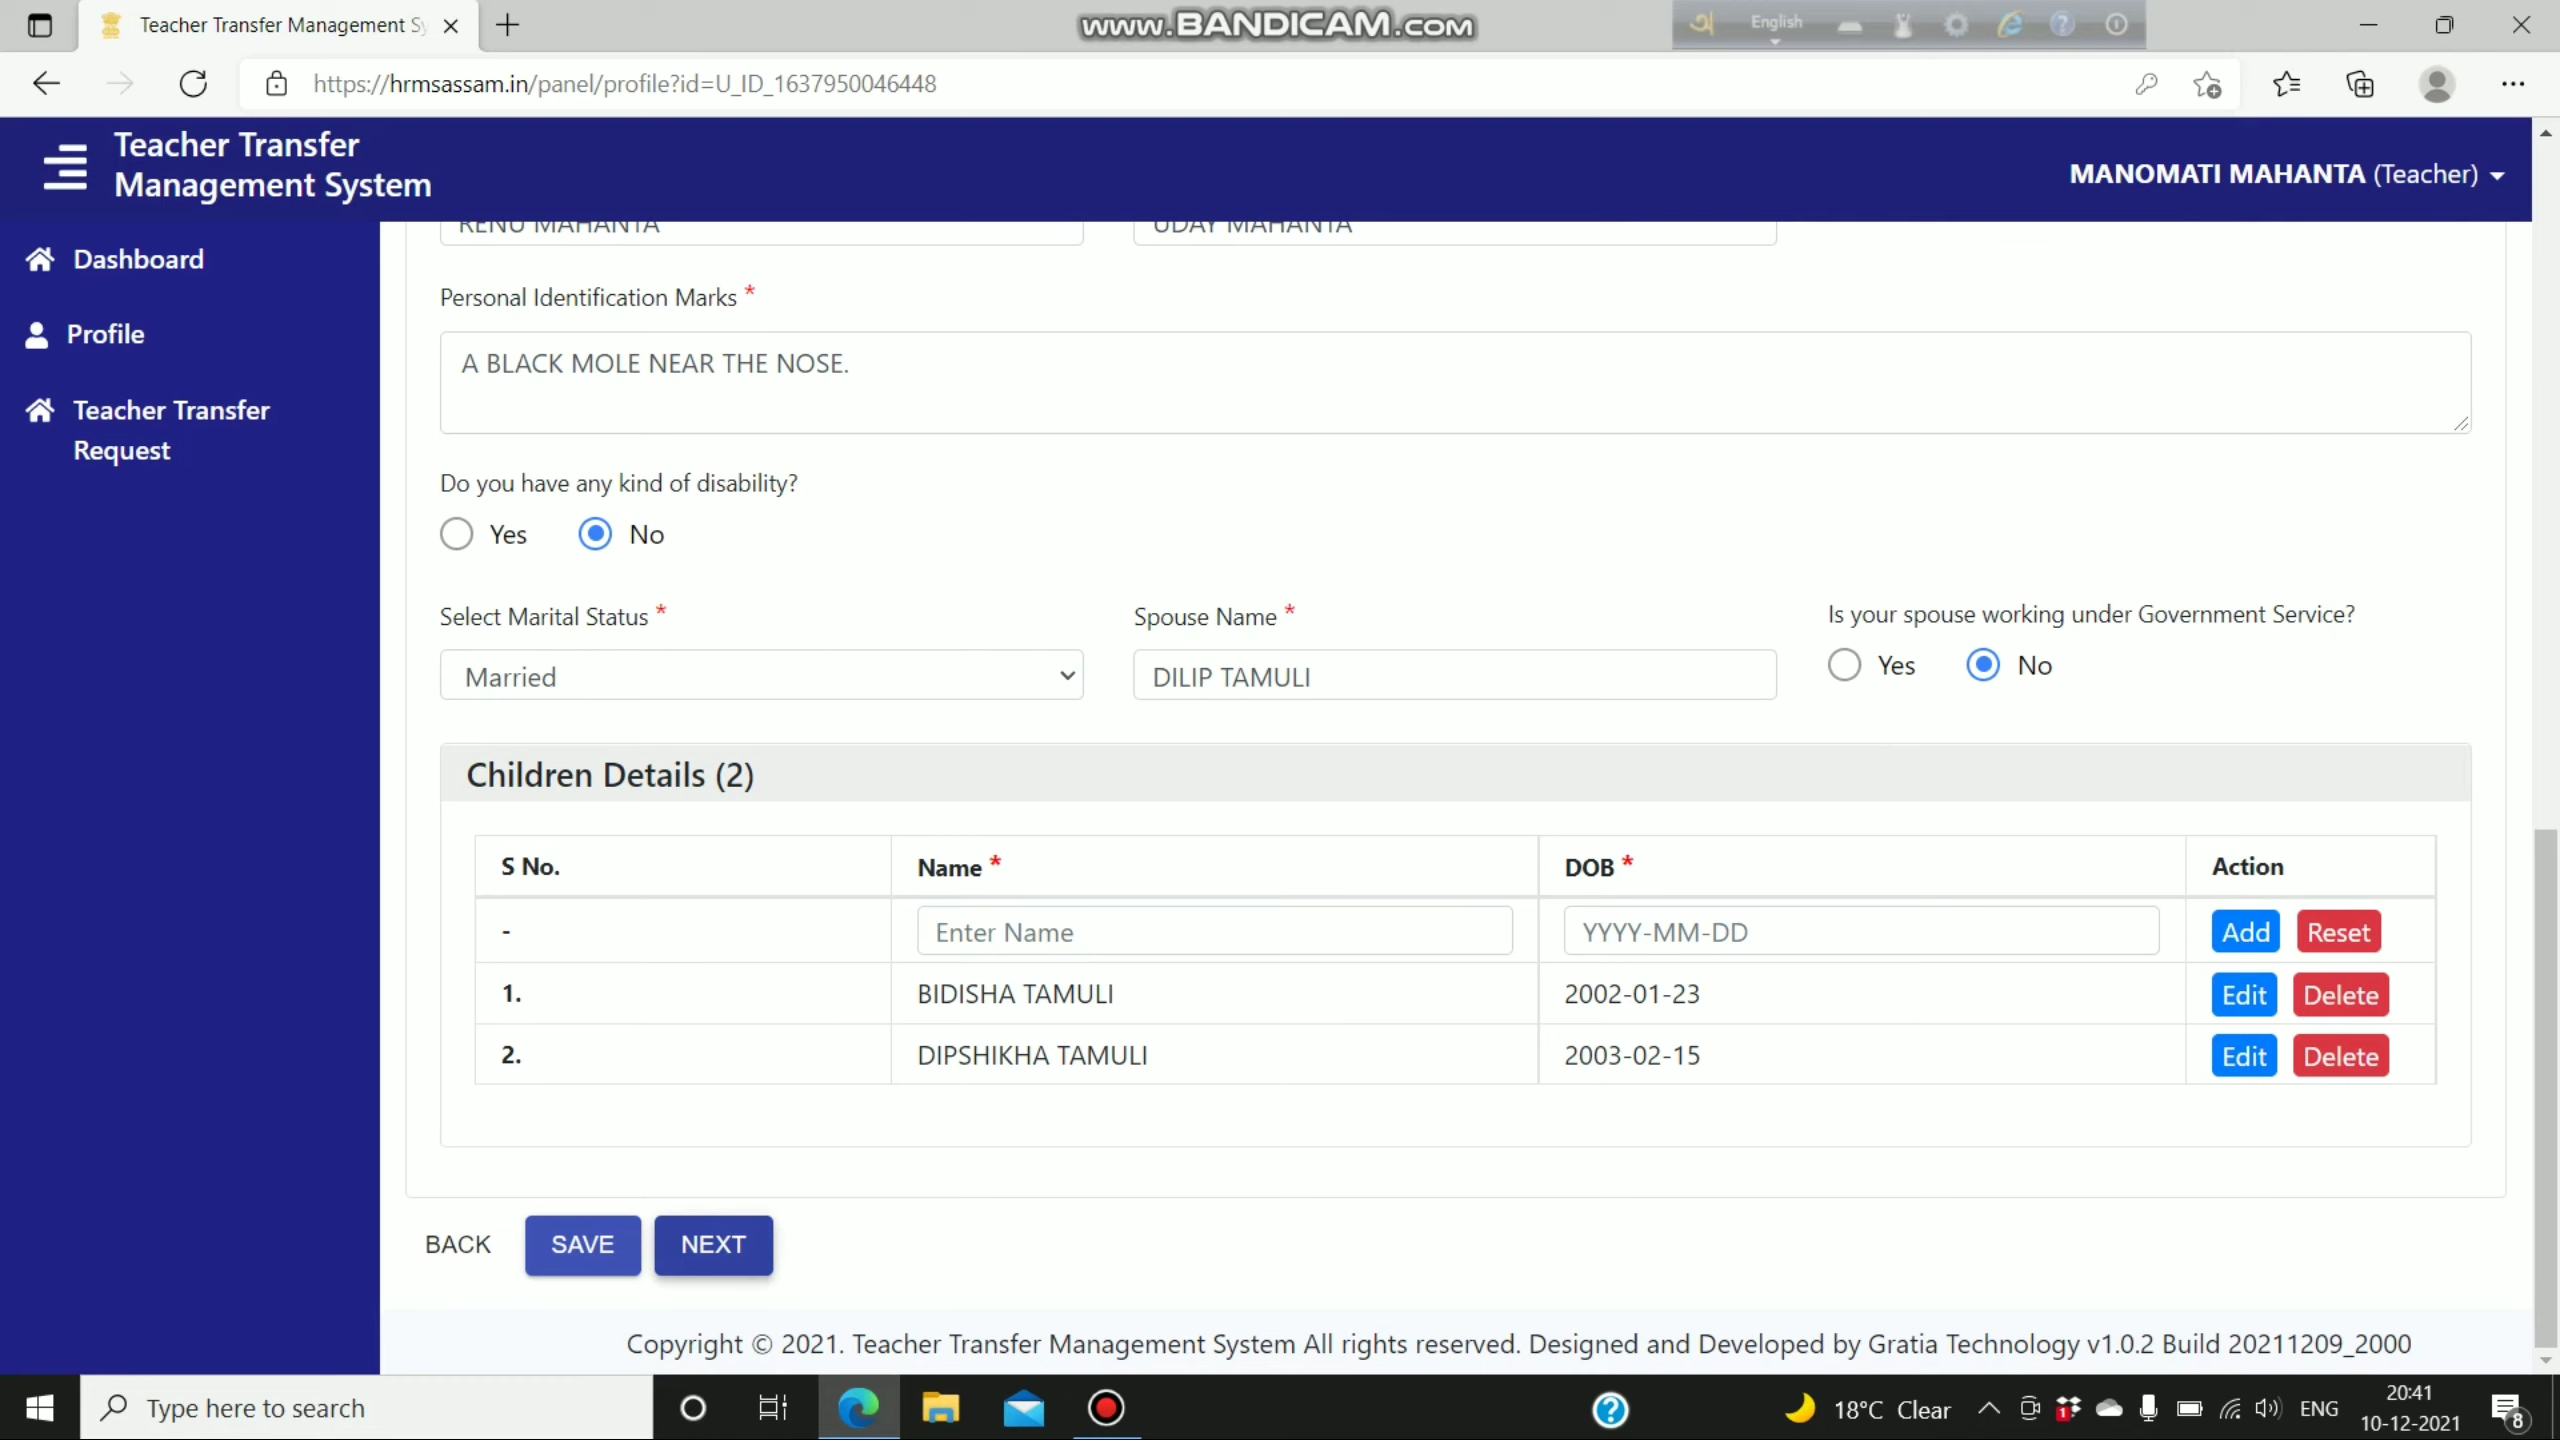 Teacher Transfer Management Sy
www.BANDICAM.com
English
https://hrmsassam.in/panel/profile?id=U_ID_1637950046448
Teacher Transfer
Management System
MANOMATI MAHANTA (Teacher)
Dashboard
Profile
Teacher Transfer
Request
RENU MAHANTA
UDAY MAHANTA
Personal Identification Marks *
A BLACK MOLE NEAR THE NOSE.
Do you have any kind of disability?
Yes No
Select Marital Status *
Spouse Name *
Is your spouse working under Government Service?
Married
DILIP TAMULI
Yes No
Children Details (2)
S No. Name * DOB * Action
- Enter Name YYYY-MM-DD Add Reset
1. BIDISHA TAMULI 2002-01-23 Edit Delete
2. DIPSHIKHA TAMULI 2003-02-15 Edit Delete
BACK SAVE NEXT
Copyright © 2021. Teacher Transfer Management System All rights reserved. Designed and Developed by Gratia Technology v1.0.2 Build 20211209_2000
Type here to search
18°C Clear
1
ENG
20:41
10-12-2021
8